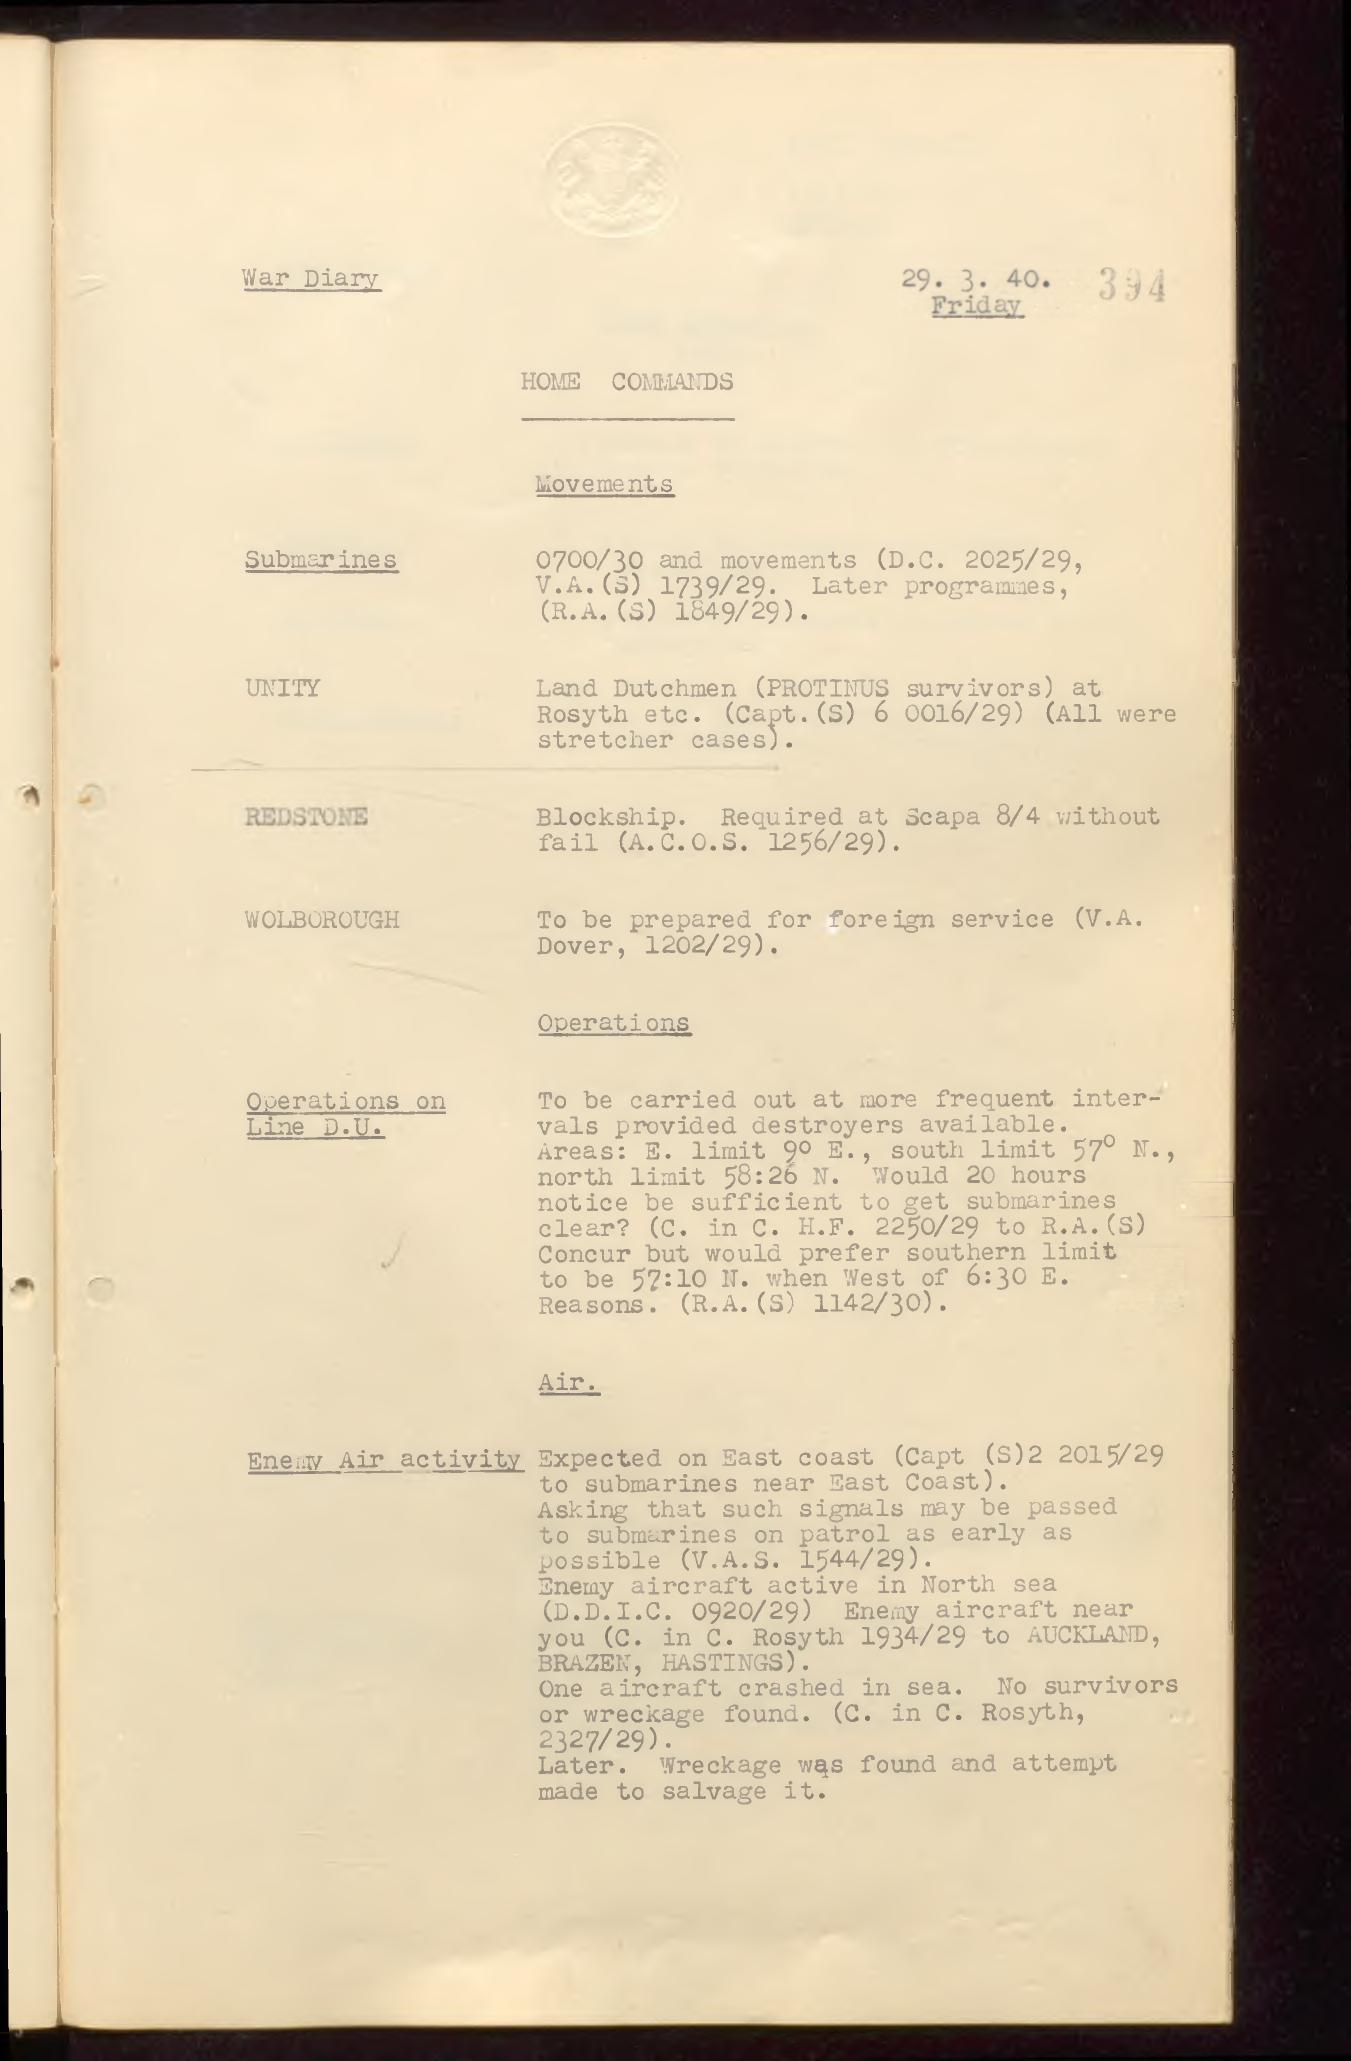 War Diary
29. 3. 40. 394
Friday
HOME COMMANDS
Movements
Submarines 0700/30 and movements (D.C. 2025/29,
V.A.(S) 1739/29. Later programmes,
(R.A.(S) 1849/29).
UNITY Land Dutchmen (PROTINUS survivors) at
Rosyth etc. (Capt.(S) 6 0016/29) (All were
stretcher cases).
REDSTONE Blockship. Required at Scapa 8/4 without
fail (A.C.O.S. 1256/29).
WOLBOROUGH To be prepared for foreign service (V.A.
Dover, 1202/29).
Operations
Operations on To be carried out at more frequent inter-
Line D.U. vals provided destroyers available.
Areas: E. limit 9° E., south limit 57° N.,
north limit 58:26 N. Would 20 hours
notice be sufficient to get submarines
clear? (C. in C. H.F. 2250/29 to R.A.(S)
Concur but would prefer southern limit
to be 57:10 N. when West of 6:30 E.
Reasons. (R.A.(S) 1142/30).
Air.
Enemy Air activity Expected on East coast (Capt (S)2 2015/29
to submarines near East Coast).
Asking that such signals may be passed
to submarines on patrol as early as
possible (V.A.S. 1544/29).
Enemy aircraft active in North sea
(D.D.I.C. 0920/29) Enemy aircraft near
you (C. in C. Rosyth 1934/29 to AUCKLAND,
BRAZEN, HASTINGS).
One aircraft crashed in sea. No survivors
or wreckage found. (C. in C. Rosyth,
2327/29).
Later. Wreckage was found and attempt
made to salvage it.